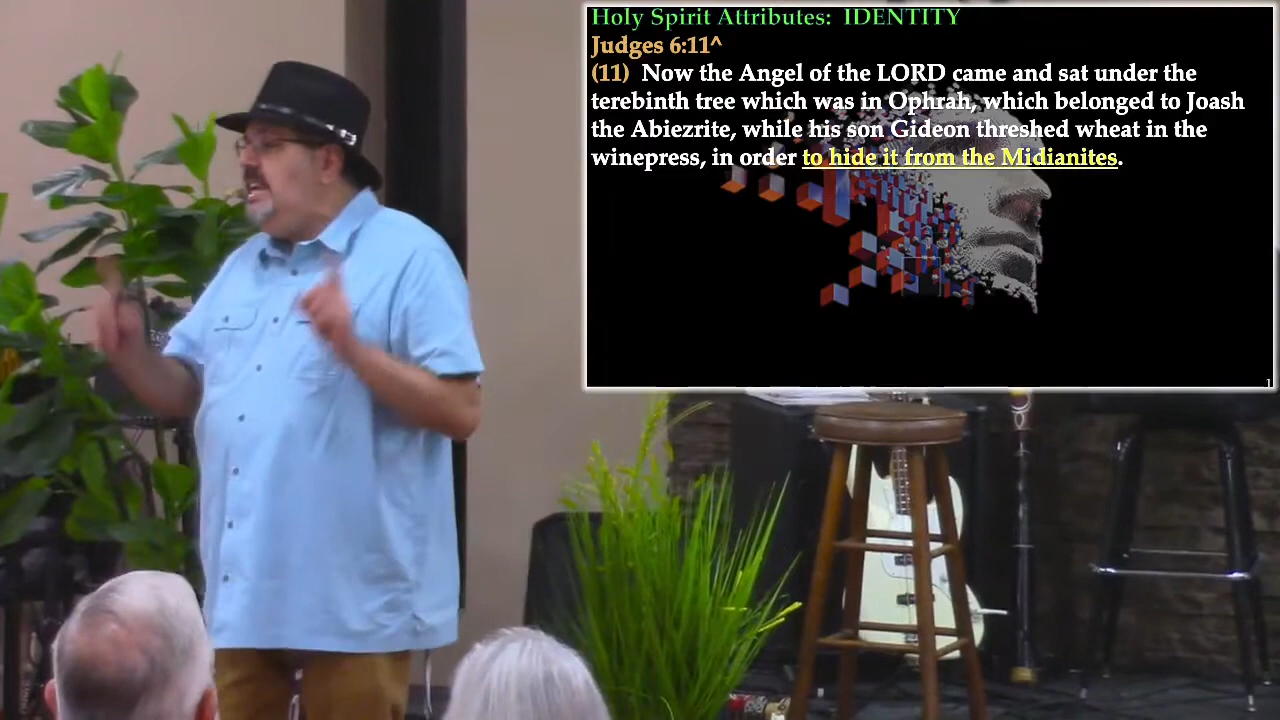 Holy Spirit Attributes: IDENTITY
Judges 6:11^
(11) Now the Angel of the LORD came and sat under the
terebinth tree which was in Ophrah, which belonged to Joash
the Abiezrite, while his son Gideon threshed wheat in the
winepress, in order to hide it from the Midianites.
1